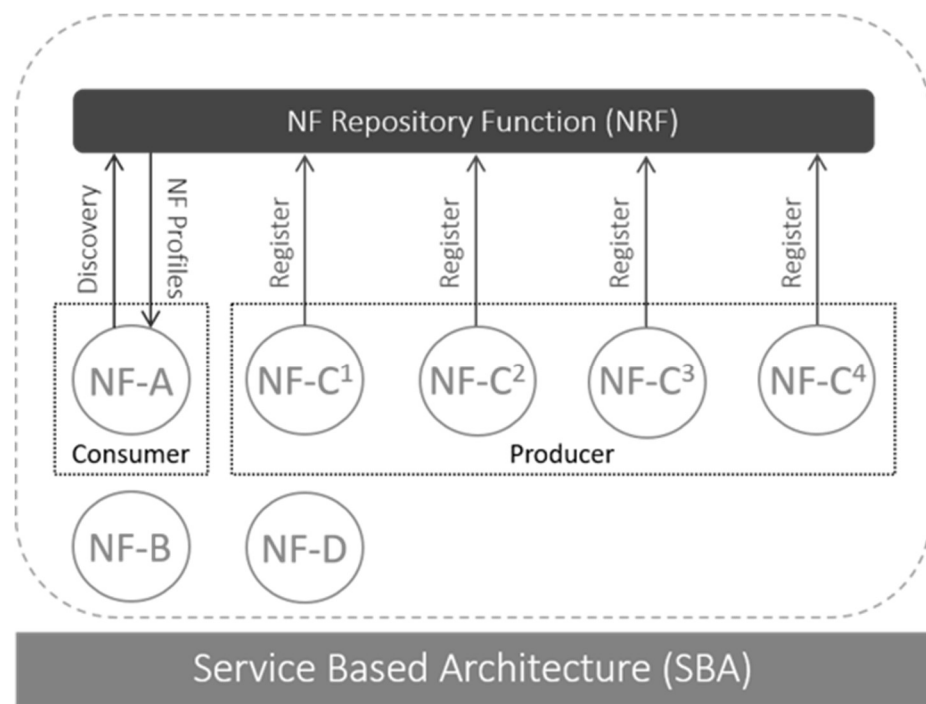 NF Repository Function (NRF)
Discovery
NF Profiles
Register
Register
Register
Register
NF-A
NF-C¹
NF-C²
NF-C³
NF-C⁴
Consumer
Producer
NF-B
NF-D
Service Based Architecture (SBA)